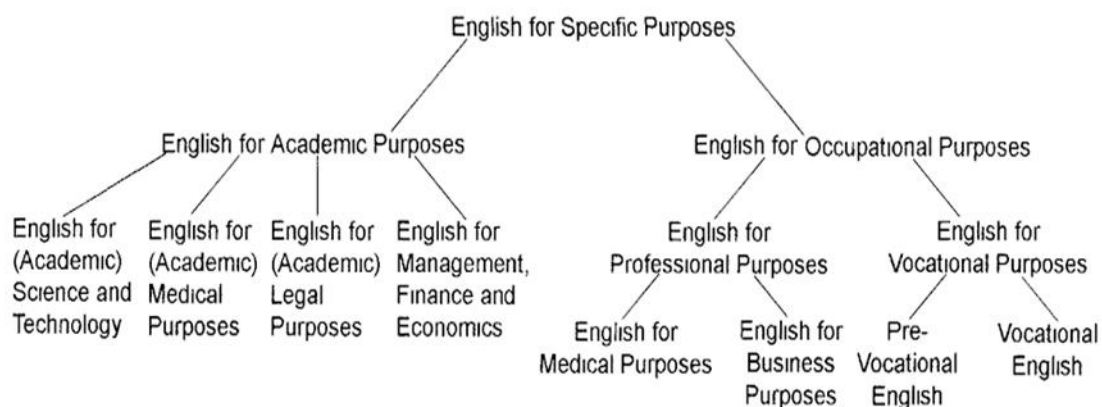 English for Specific Purposes
English for Academic Purposes
English for Occupational Purposes
English for
(Academic)
Science and
Technology
English for
(Academic)
Medical
Purposes
English for
(Academic)
Legal
Purposes
English for
Management,
Finance and
Economics
English for
Professional Purposes
English for
Vocational Purposes
English for
Medical Purposes
English for
Business
Purposes
Pre-
Vocational
English
Vocational
English